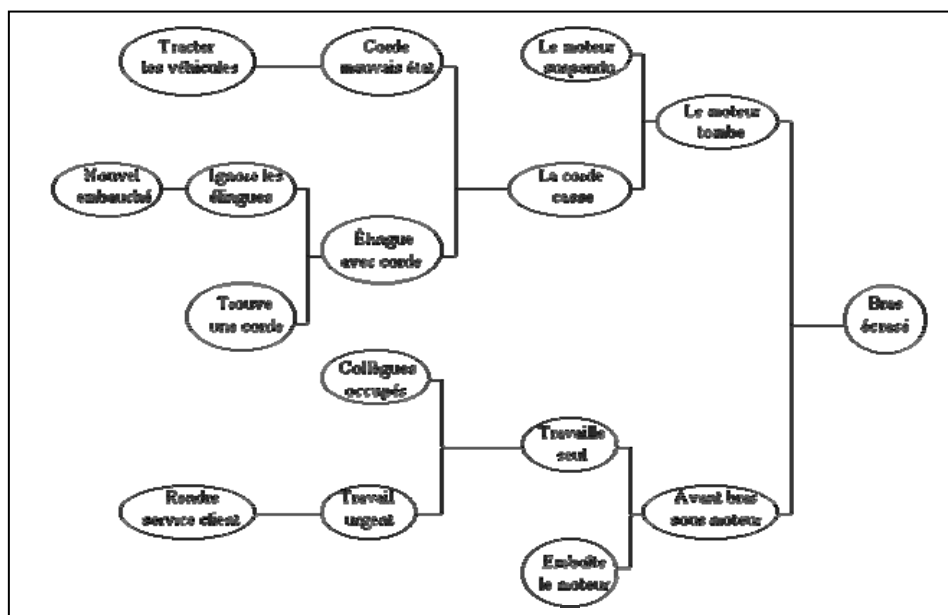 Tracter
les véhicules
Corde
mauvais état
Le moteur
suspendu
Le moteur
tombe
Nouvel
embauché
Ignore les
élingues
La corde
casse
Élingue
avec corde
Trouve
une corde
Bras
écrasé
Collègues
occupés
Travaille
seul
Rendre
service client
Travail
urgent
Avant bras
sous moteur
Emboîte
le moteur